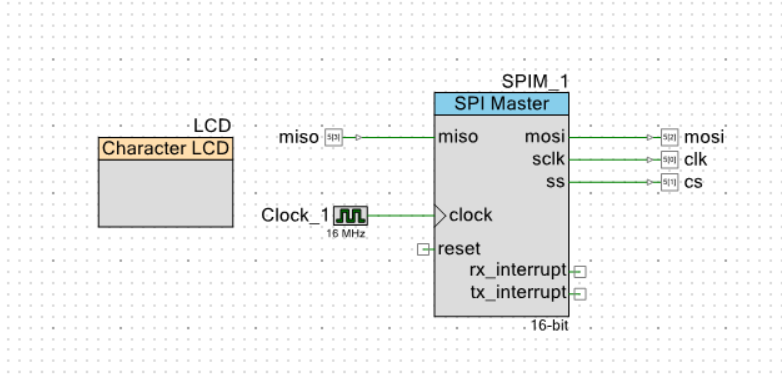 SPIM_1
SPI Master
LCD
Character LCD
miso 5[3]
miso
mosi
5[2] mosi
sclk
5[0] clk
ss
5[1] cs
Clock_1
16 MHz
clock
reset
rx_interrupt
tx_interrupt
16-bit